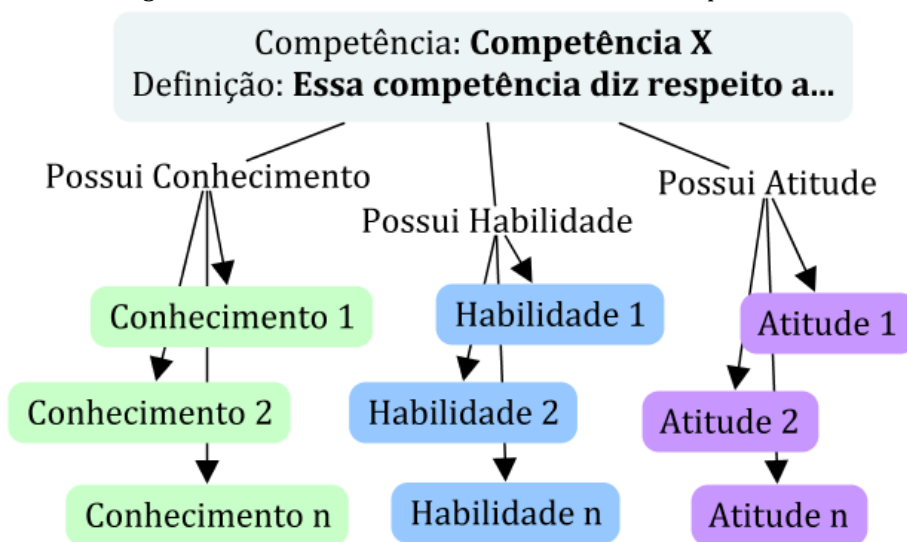 Competência: Competência X
Definição: Essa competência diz respeito a...
Possui Conhecimento
Possui Habilidade
Possui Atitude
Conhecimento 1
Habilidade 1
Atitude 1
Conhecimento 2
Habilidade 2
Atitude 2
Conhecimento n
Habilidade n
Atitude n